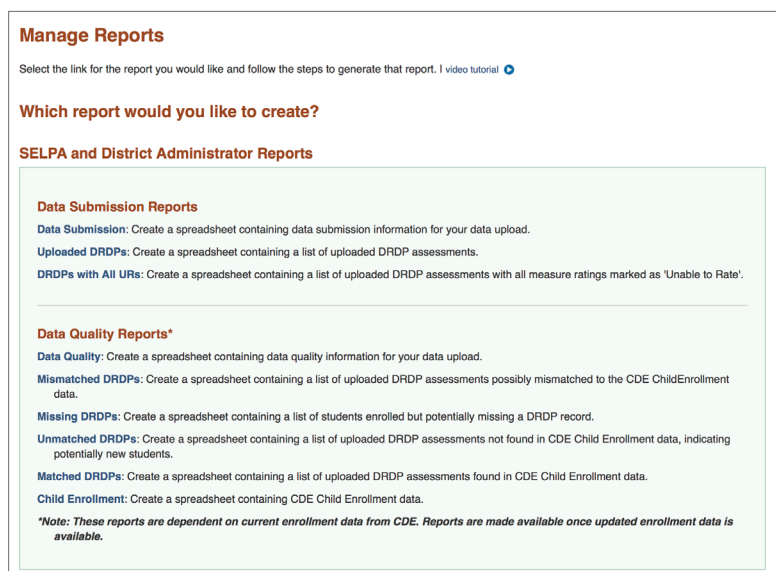 Manage Reports
Select the link for the report you would like and follow the steps to generate that report. I video tutorial
Which report would you like to create?
SELPA and District Administrator Reports
Data Submission Reports
Data Submission: Create a spreadsheet containing data submission information for your data upload.
Uploaded DRDPs: Create a spreadsheet containing a list of uploaded DRDP assessments.
DRDPs with All URs: Create a spreadsheet containing a list of uploaded DRDP assessments with all measure ratings marked as 'Unable to Rate'.
Data Quality Reports*
Data Quality: Create a spreadsheet containing data quality information for your data upload.
Mismatched DRDPs: Create a spreadsheet containing a list of uploaded DRDP assessments possibly mismatched to the CDE ChildEnrollment
data.
Missing DRDPs: Create a spreadsheet containing a list of students enrolled but potentially missing a DRDP record.
Unmatched DRDPs: Create a spreadsheet containing a list of uploaded DRDP assessments not found in CDE Child Enrollment data, indicating
potentially new students.
Matched DRDPs: Create a spreadsheet containing a list of uploaded DRDP assessments found in CDE Child Enrollment data.
Child Enrollment: Create a spreadsheet containing CDE Child Enrollment data.
*Note: These reports are dependent on current enrollment data from CDE. Reports are made available once updated enrollment data is
available.